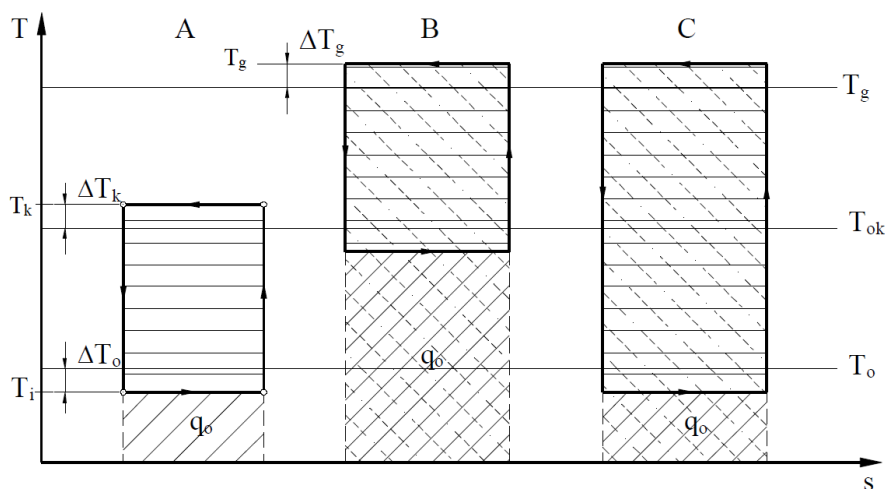 T
A
B
C
T_g
ΔT_g
T_g
T_k
ΔT_k
T_ok
ΔT_o
q_o
T_o
T_i
q_o
q_o
s